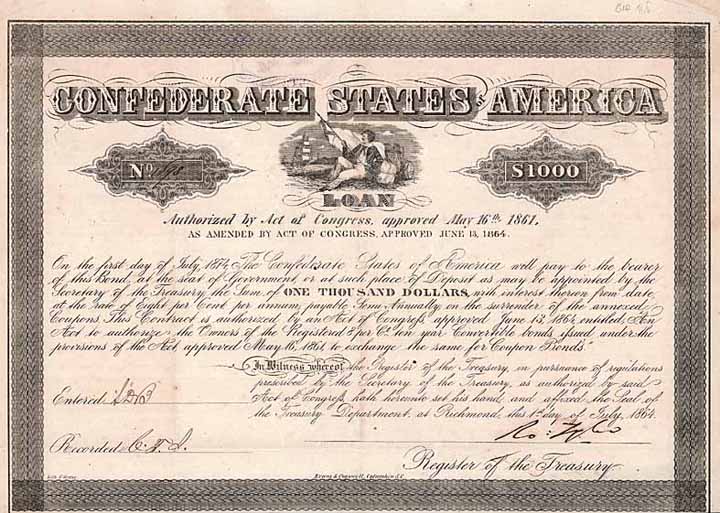 CONFEDERATE STATES OF AMERICA
No.
$1000
LOAN
Authorized by Act of Congress, approved May 16th. 1861,
AS AMENDED BY ACT OF CONGRESS, APPROVED JUNE 13, 1864.
On the first day of July, 1874, The Confederate States of America will pay to the bearer
of this Bond, at the seat of Government or at such place of Deposit as may be appointed by the
Secretary of the Treasury, the Sum of ONE THOUSAND DOLLARS, with interest thereon from date,
at the rate of Eight per Cent per annum, payable Semi-Annually on the surrender of the annexed
Coupons. This Contract is authorized by an Act of Congress approved June 13, 1864, entitled "An
Act to authorize the Owners of the Registered 8 per Ct. ten year Convertible bonds, issued under the
provisions of the Act, approved May 16, 1861, to exchange the same for Coupon Bonds."
In Witness whereof the Register of the Treasury, in pursuance of regulations
prescribed by the Secretary of the Treasury, as authorized by said
Act of Congress hath hereunto set his hand and affixed the Seal of
Entered
the Treasury Department, at Richmond, this 1st day of July, 1864.
Recorded
Register of the Treasury.
Evans & Cogswell, Columbia S.C.